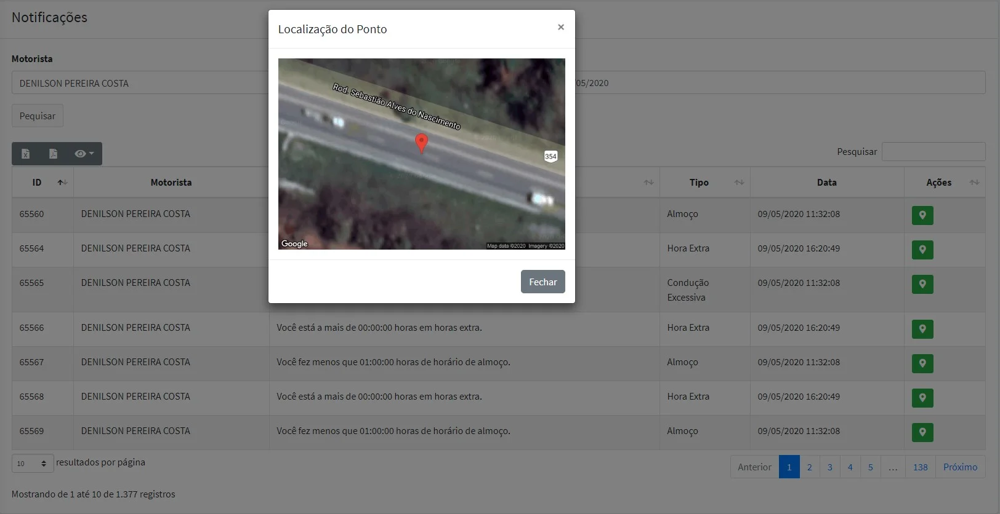 Notificações
Localização do Ponto
×
Motorista
DENILSON PEREIRA COSTA
/05/2020
Pequisar
Rod. Sebastião Alves do Nascimento
354
Google
Map data ©2020 Imagery ©2020
Fechar
Pesquisar
ID Motorista Tipo Data Ações
65560 DENILSON PEREIRA COSTA Almoço 09/05/2020 11:32:08
65564 DENILSON PEREIRA COSTA Hora Extra 09/05/2020 16:20:49
65565 DENILSON PEREIRA COSTA Condução 09/05/2020 11:32:08
Excessiva
65566 DENILSON PEREIRA COSTA Você está a mais de 00:00:00 horas em horas extra. Hora Extra 09/05/2020 16:20:49
65567 DENILSON PEREIRA COSTA Você fez menos que 01:00:00 horas de horário de almoço. Almoço 09/05/2020 11:32:08
65568 DENILSON PEREIRA COSTA Você está a mais de 00:00:00 horas em horas extra. Hora Extra 09/05/2020 16:20:49
65569 DENILSON PEREIRA COSTA Você fez menos que 01:00:00 horas de horário de almoço. Almoço 09/05/2020 11:32:08
10 resultados por página
Anterior 1 2 3 4 5 … 138 Próximo
Mostrando de 1 até 10 de 1.377 registros